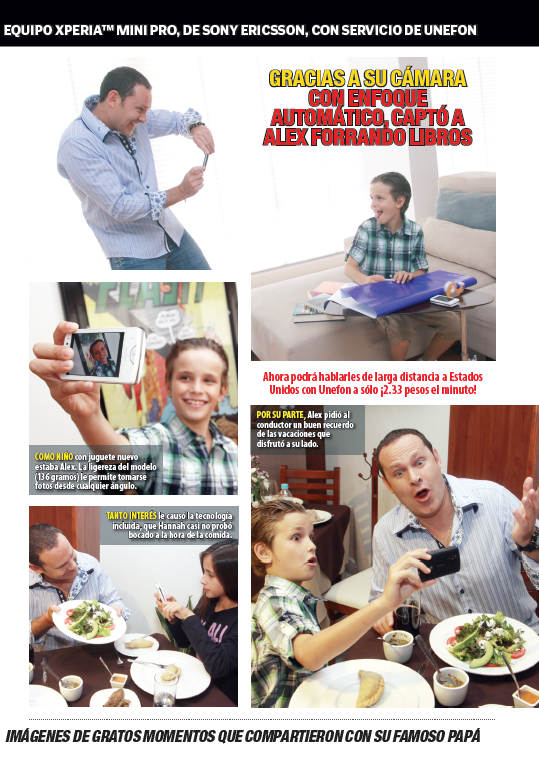 EQUIPO XPERIA™ MINI PRO, DE SONY ERICSSON, CON SERVICIO DE UNEFON
GRACIAS A SU CÁMARA
CON ENFOQUE
AUTOMÁTICO, CAPTÓ A
ALEX FORRANDO LIBROS
Ahora podrá hablarles de larga distancia a Estados
Unidos con Unefon a sólo ¡2.33 pesos el minuto!
COMO NIÑO con juguete nuevo
estaba Alex. La ligereza del modelo
(136 gramos) le permite tomarse
fotos desde cualquier ángulo.
POR SU PARTE, Alex pidió al
conductor un buen recuerdo
de las vacaciones que
disfrutó a su lado.
TANTO INTERÉS le causó la tecnología
incluida, que Hannah casi no probó
bocado a la hora de la comida.
IMÁGENES DE GRATOS MOMENTOS QUE COMPARTIERON CON SU FAMOSO PAPÁ